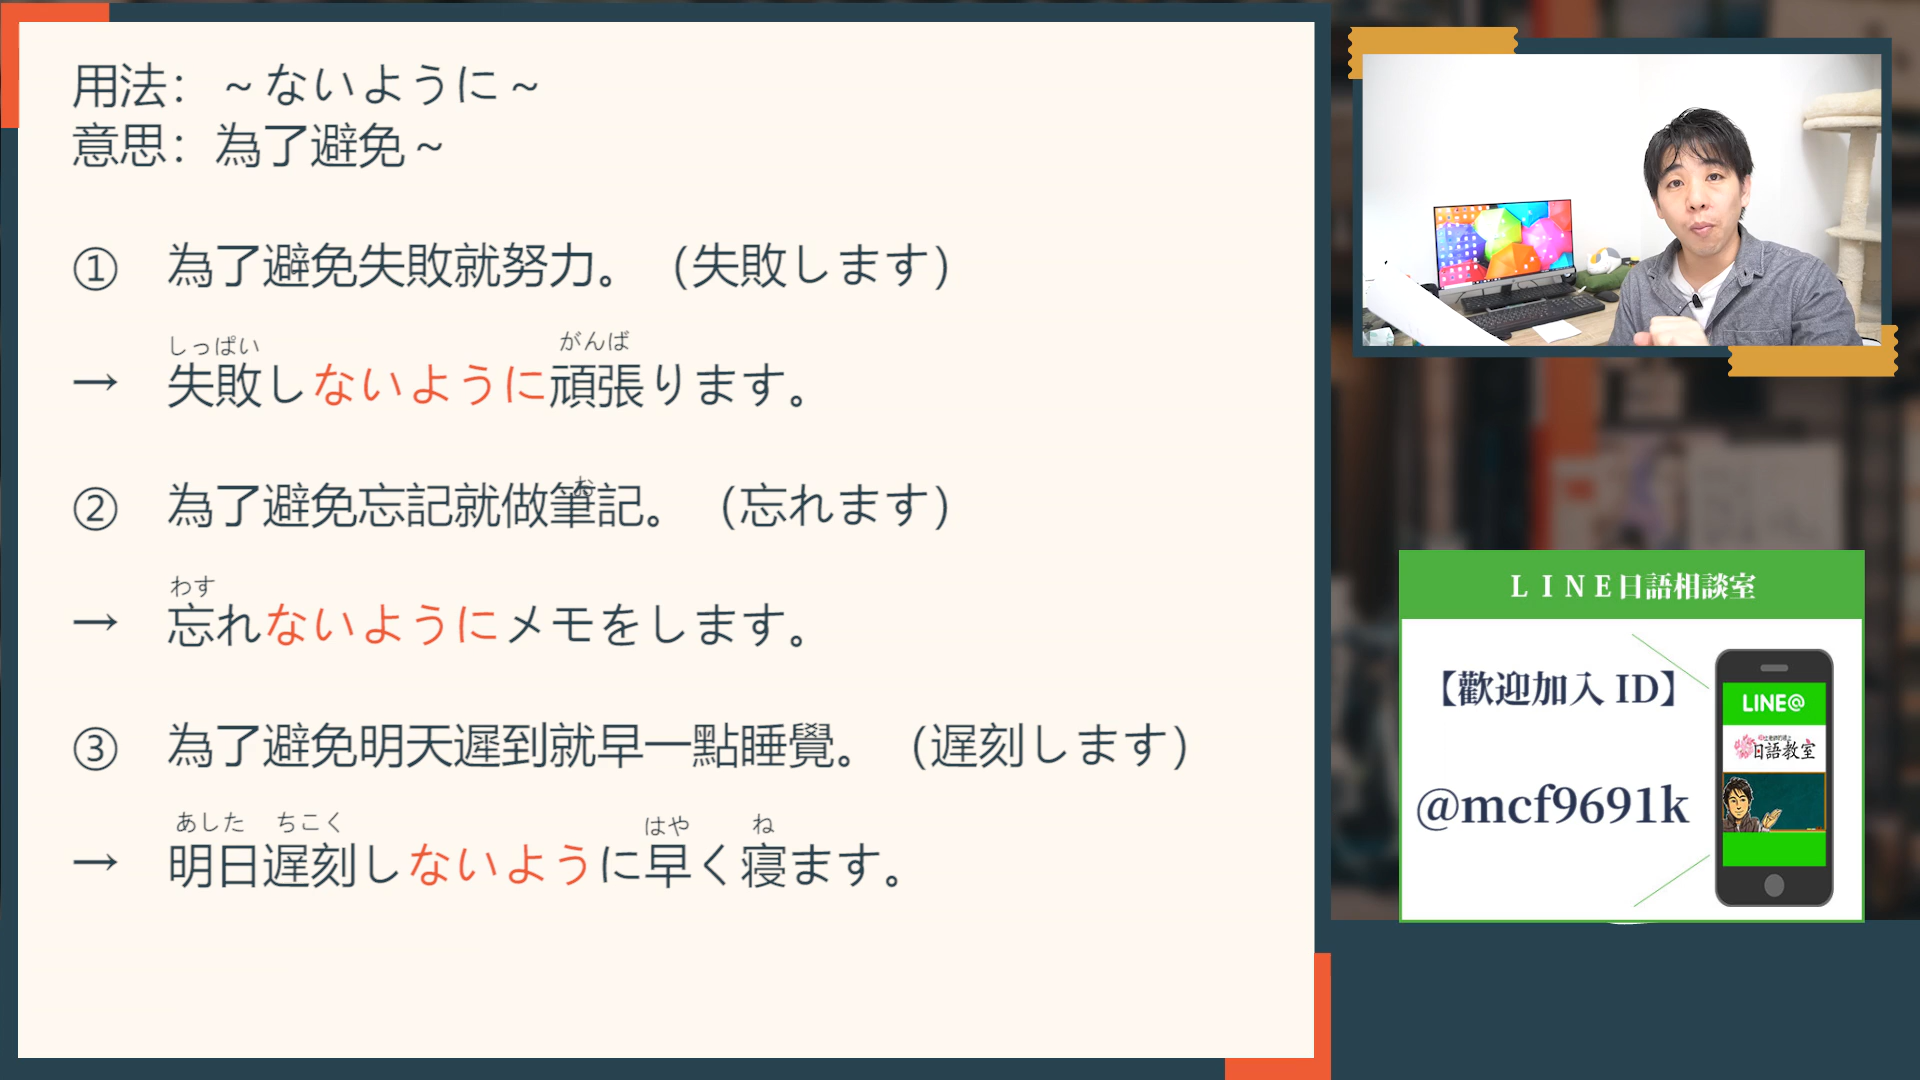 用法：～ないように～
意思：為了避免～
① 為了避免失敗就努力。（失敗します）
しっぱい がんば
→ 失敗しないように頑張ります。
お
② 為了避免忘記就做筆記。（忘れます）
わす
→ 忘れないようにメモをします。
③ 為了避免明天遲到就早一點睡覺。（遅刻します）
あした ちこく はや ね
→ 明日遅刻しないように早く寝ます。
ＬＩＮＥ日語相談室
【歡迎加入 ID】
@mcf9691k
LINE@
日語教室